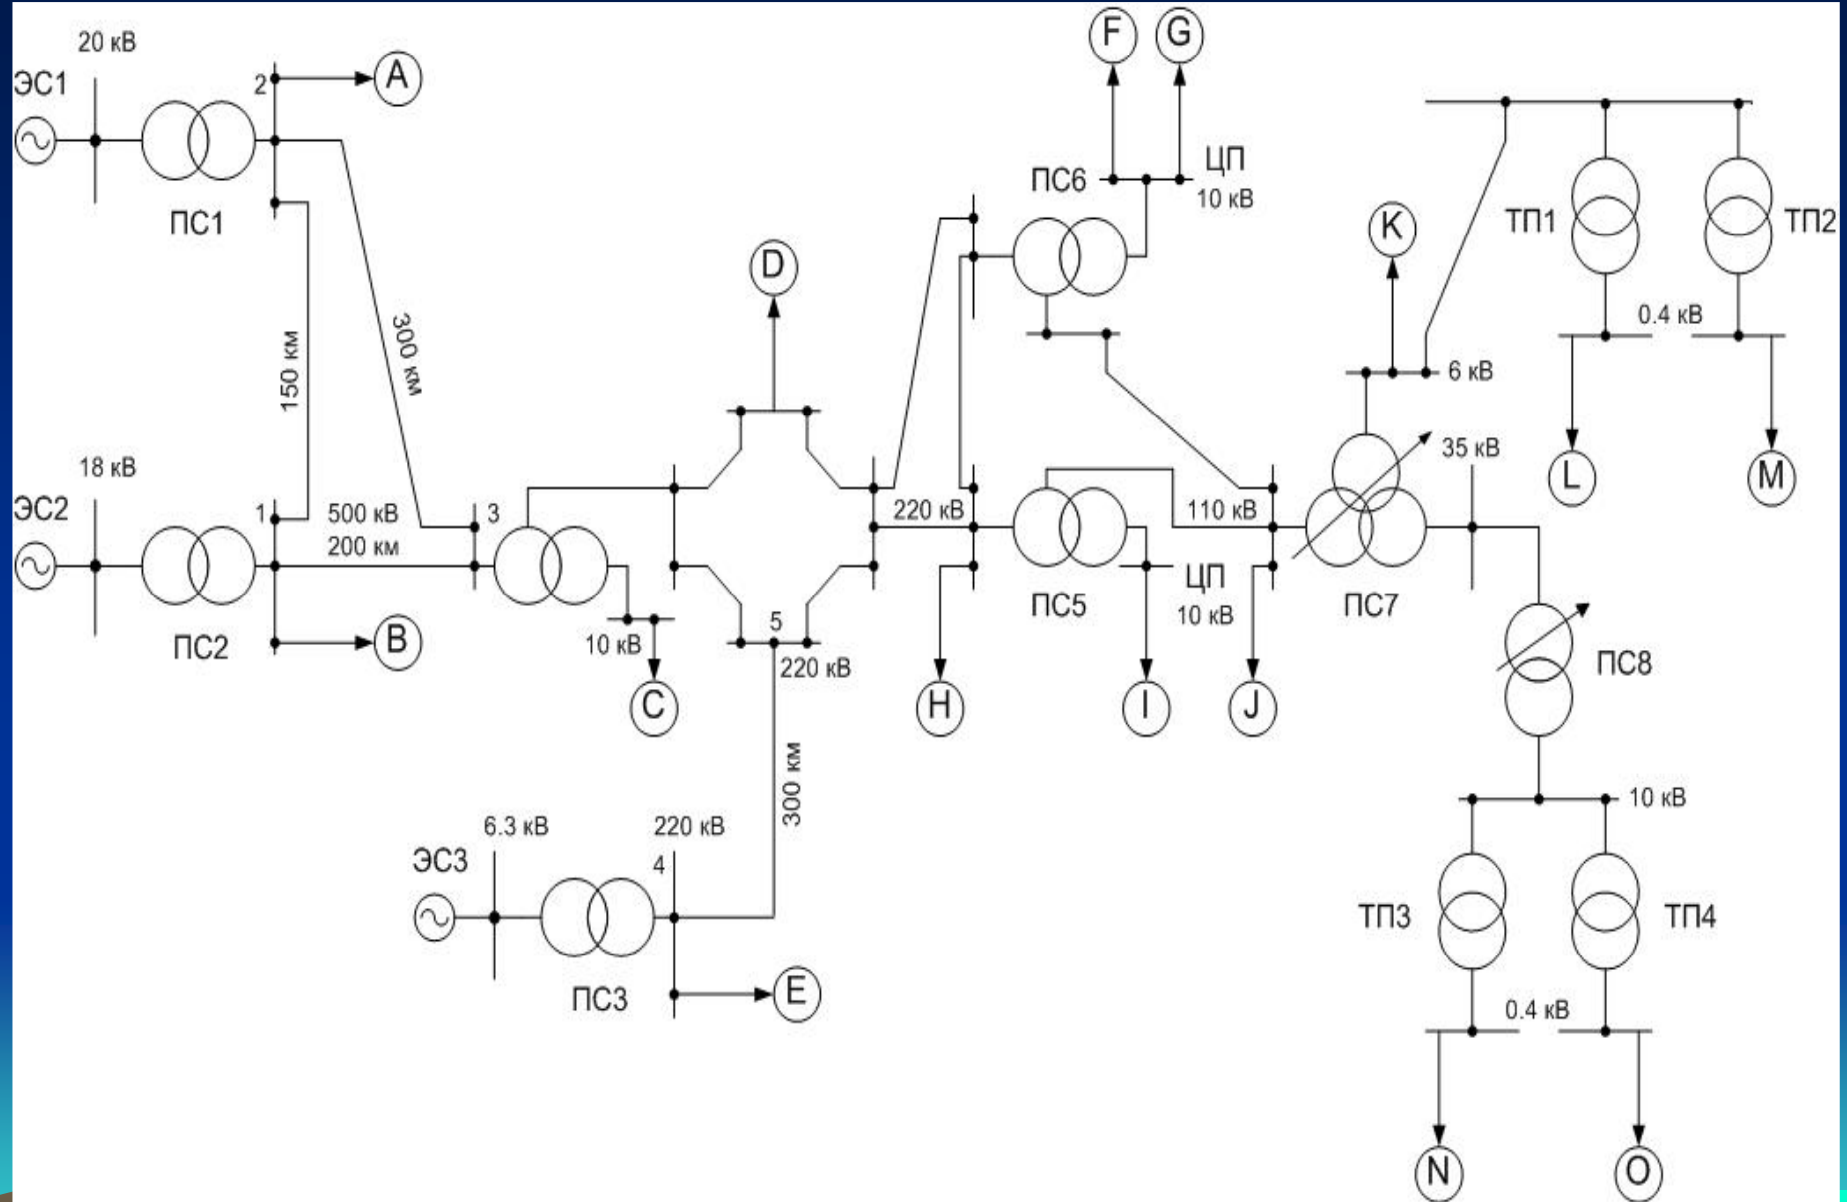 20 кВ
ЭС1
2
A
ПС1
150 км
300 км
18 кВ
ЭС2
1
500 кВ
200 км
3
ПС2
B
10 кВ
C
D
5
220 кВ
300 км
6.3 кВ
220 кВ
ЭС3
4
ПС3
E
F
G
ПС6
ЦП
10 кВ
220 кВ
H
ПС5
ЦП
10 кВ
I
110 кВ
J
K
6 кВ
35 кВ
ПС7
ТП1
ТП2
0.4 кВ
L
M
ПС8
10 кВ
ТП3
ТП4
0.4 кВ
N
O